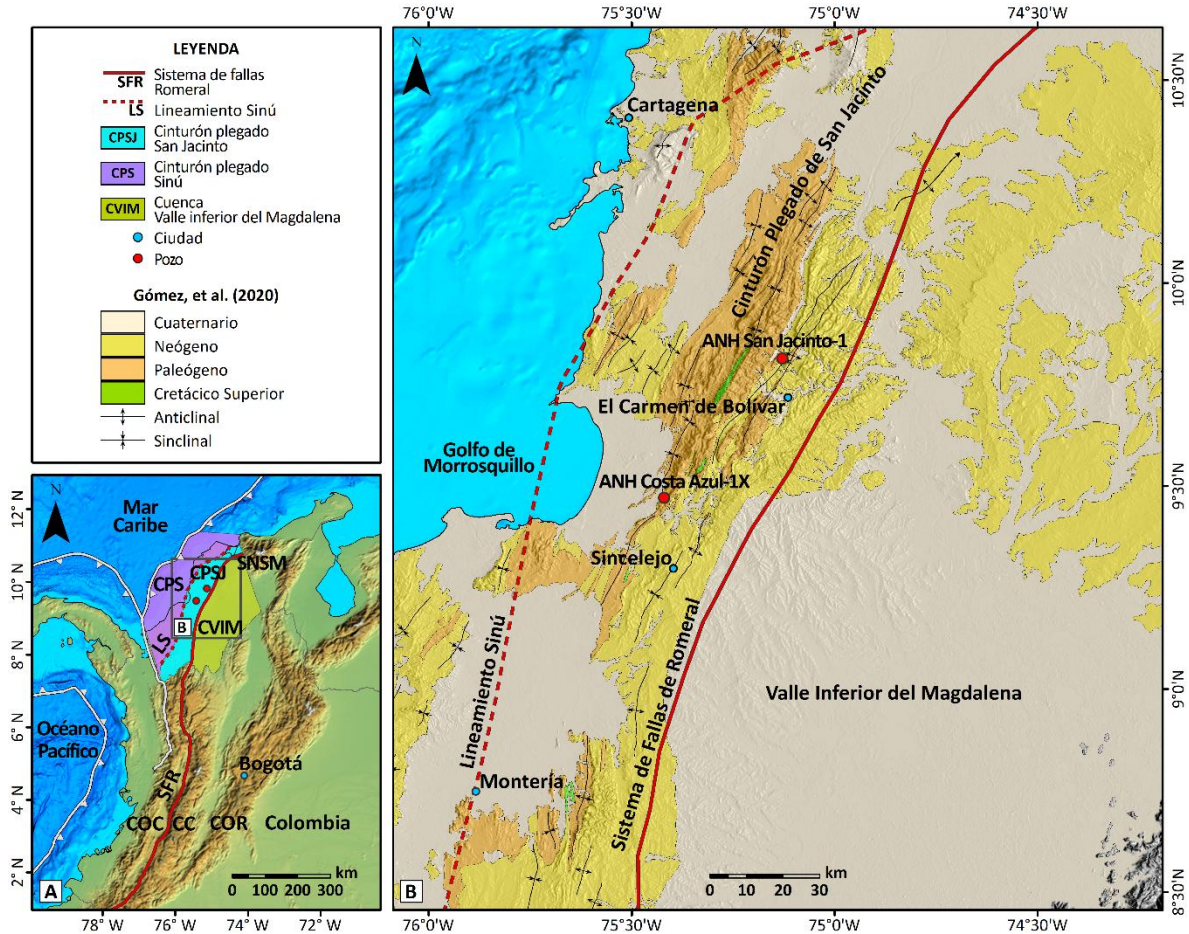 LEYENDA
SFR Sistema de fallas
Romeral
LS Lineamiento Sinú
CPSJ Cinturón plegado
San Jacinto
CPS Cinturón plegado
Sinú
CVIM Cuenca
Valle inferior del Magdalena
Ciudad
Pozo
Gómez, et al. (2020)
Cuaternario
Neógeno
Paleógeno
Cretácico Superior
Anticlinal
Sinclinal
N
12° N
10° N
8° N
6° N
4° N
2° N
Mar
Caribe
SNSM
CPS
CPSJ
CVIM
B
LS
Océano
Pacífico
SFR
Bogotá
COC
CC
COR
Colombia
km
0 100 200 300
A
78° W
76° W
74° W
72° W
76°0'W
75°30'W
75°0'W
74°30'W
N
10°30'N
10°0'N
9°30'N
9°0'N
8°30'N
Cartagena
Cinturón Plegado de San Jacinto
ANH San Jacinto-1
El Carmen de Bolívar
Golfo de
Morrosquillo
ANH Costa Azul-1X
Sincelejo
Lineamiento Sinú
Sistema de Fallas de Romeral
Valle Inferior del Magdalena
Montería
km
0 10 20 30
B
76°0'W
75°30'W
75°0'W
74°30'W